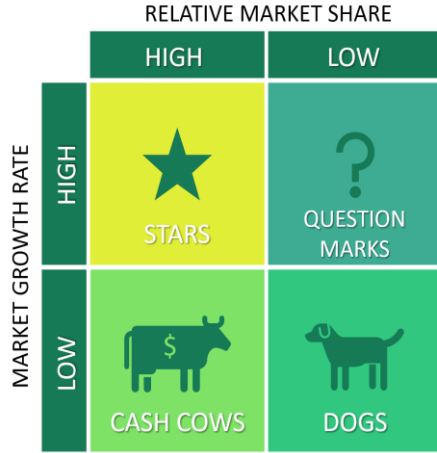 RELATIVE MARKET SHARE
HIGH
LOW
MARKET GROWTH RATE
HIGH
STARS
?
QUESTION
MARKS
LOW
$
CASH COWS
DOGS